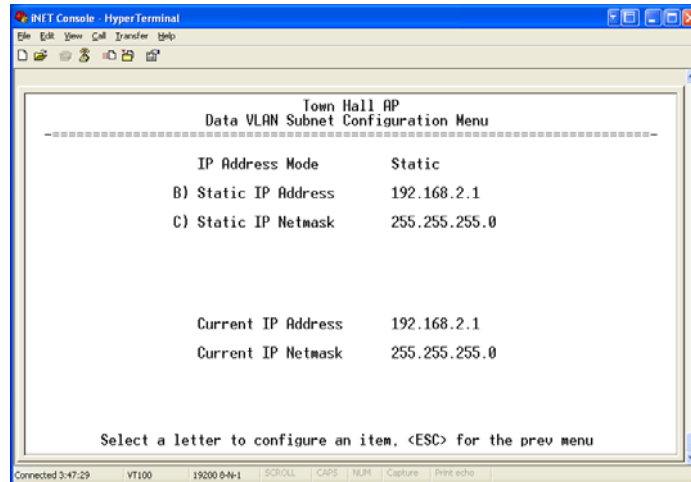 iNET Console - HyperTerminal
File Edit View Call Transfer Help
Town Hall AP
Data VLAN Subnet Configuration Menu
-==============================================================================-
IP Address Mode Static
B) Static IP Address 192.168.2.1
C) Static IP Netmask 255.255.255.0
Current IP Address 192.168.2.1
Current IP Netmask 255.255.255.0
Select a letter to configure an item, <ESC> for the prev menu
Connected 3:47:29 VT100 19200 8-N-1 SCROLL CAPS NUM Capture Print echo